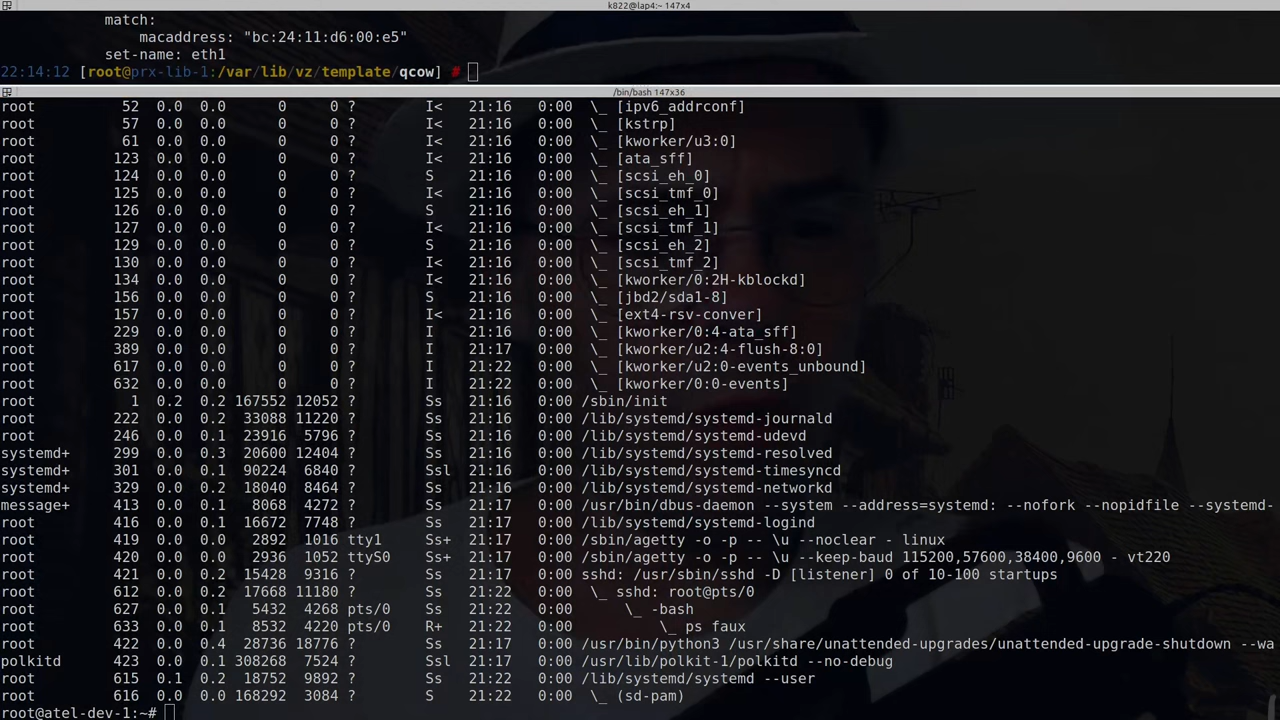 k822@lap4:~ 147x4
match:
macaddress: "bc:24:11:d6:00:e5"
set-name: eth1
22:14:12 [root@prx-lib-1:/var/lib/vz/template/qcow] #
/bin/bash 147x36
root 52 0.0 0.0 0 0 ? I< 21:16 0:00 \_ [ipv6_addrconf]
root 57 0.0 0.0 0 0 ? I< 21:16 0:00 \_ [kstrp]
root 61 0.0 0.0 0 0 ? I< 21:16 0:00 \_ [kworker/u3:0]
root 123 0.0 0.0 0 0 ? I< 21:16 0:00 \_ [ata_sff]
root 124 0.0 0.0 0 0 ? S 21:16 0:00 \_ [scsi_eh_0]
root 125 0.0 0.0 0 0 ? I< 21:16 0:00 \_ [scsi_tmf_0]
root 126 0.0 0.0 0 0 ? S 21:16 0:00 \_ [scsi_eh_1]
root 127 0.0 0.0 0 0 ? I< 21:16 0:00 \_ [scsi_tmf_1]
root 129 0.0 0.0 0 0 ? S 21:16 0:00 \_ [scsi_eh_2]
root 130 0.0 0.0 0 0 ? I< 21:16 0:00 \_ [scsi_tmf_2]
root 134 0.0 0.0 0 0 ? I< 21:16 0:00 \_ [kworker/0:2H-kblockd]
root 156 0.0 0.0 0 0 ? S 21:16 0:00 \_ [jbd2/sda1-8]
root 157 0.0 0.0 0 0 ? I< 21:16 0:00 \_ [ext4-rsv-conver]
root 229 0.0 0.0 0 0 ? I 21:16 0:00 \_ [kworker/0:4-ata_sff]
root 389 0.0 0.0 0 0 ? I 21:17 0:00 \_ [kworker/u2:4-flush-8:0]
root 617 0.0 0.0 0 0 ? I 21:22 0:00 \_ [kworker/u2:0-events_unbound]
root 632 0.0 0.0 0 0 ? I 21:22 0:00 \_ [kworker/0:0-events]
root 1 0.2 0.2 167552 12052 ? Ss 21:16 0:00 /sbin/init
root 222 0.0 0.2 33088 11220 ? Ss 21:16 0:00 /lib/systemd/systemd-journald
root 246 0.0 0.1 23916 5796 ? Ss 21:16 0:00 /lib/systemd/systemd-udevd
systemd+ 299 0.0 0.3 20600 12404 ? Ss 21:16 0:00 /lib/systemd/systemd-resolved
systemd+ 301 0.0 0.1 90224 6840 ? Ssl 21:16 0:00 /lib/systemd/systemd-timesyncd
systemd+ 329 0.0 0.2 18040 8464 ? Ss 21:16 0:00 /lib/systemd/systemd-networkd
message+ 413 0.0 0.1 8068 4272 ? Ss 21:17 0:00 /usr/bin/dbus-daemon --system --address=systemd: --nofork --nopidfile --systemd-
root 416 0.0 0.1 16672 7748 ? Ss 21:17 0:00 /lib/systemd/systemd-logind
root 419 0.0 0.0 2892 1016 tty1 Ss+ 21:17 0:00 /sbin/agetty -o -p -- \u --noclear - linux
root 420 0.0 0.0 2936 1052 ttyS0 Ss+ 21:17 0:00 /sbin/agetty -o -p -- \u --keep-baud 115200,57600,38400,9600 - vt220
root 421 0.0 0.2 15428 9316 ? Ss 21:17 0:00 sshd: /usr/sbin/sshd -D [listener] 0 of 10-100 startups
root 612 0.0 0.2 17668 11180 ? Ss 21:22 0:00 \_ sshd: root@pts/0
root 627 0.0 0.1 5432 4268 pts/0 Ss 21:22 0:00 \_ -bash
root 633 0.0 0.1 8532 4220 pts/0 R+ 21:22 0:00 \_ ps faux
root 422 0.0 0.4 28736 18776 ? Ss 21:17 0:00 /usr/bin/python3 /usr/share/unattended-upgrades/unattended-upgrade-shutdown --wa
polkitd 423 0.0 0.1 308268 7524 ? Ssl 21:17 0:00 /usr/lib/polkit-1/polkitd --no-debug
root 615 0.1 0.2 18752 9892 ? Ss 21:22 0:00 /lib/systemd/systemd --user
root 616 0.0 0.0 168292 3084 ? S 21:22 0:00 \_ (sd-pam)
root@atel-dev-1:~#